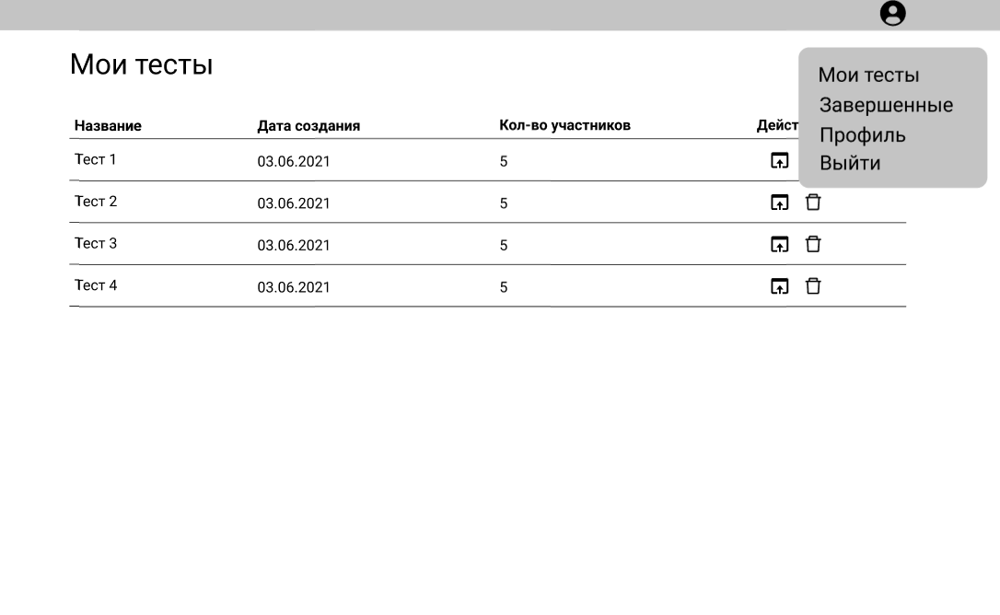 Мои тесты
Мои тесты
Завершенные
Профиль
Выйти
Название Дата создания Кол-во участников Дейст
Тест 1 03.06.2021 5
Тест 2 03.06.2021 5
Тест 3 03.06.2021 5
Тест 4 03.06.2021 5